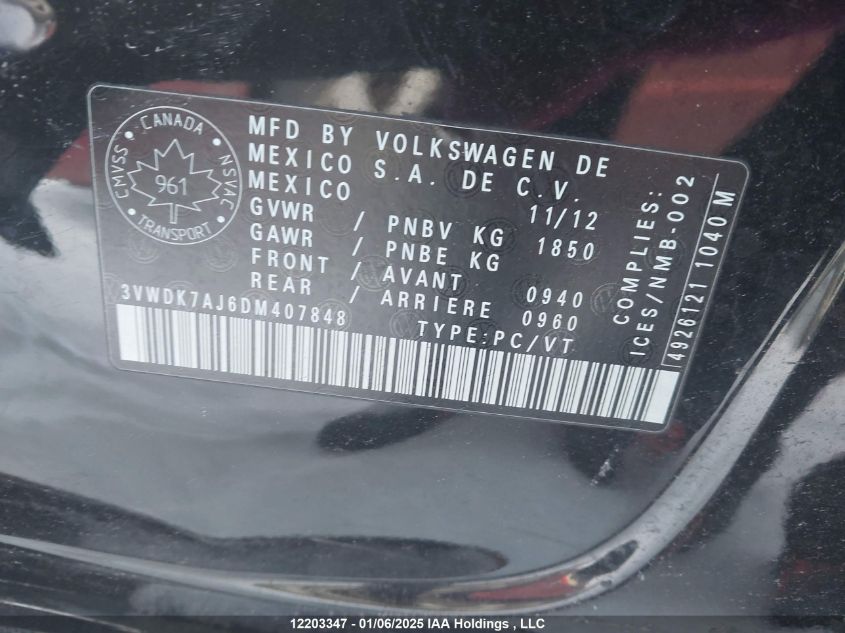 CANADA
CMVSS
NSVAC
961
TRANSPORT
MFD BY VOLKSWAGEN DE
MEXICO S.A. DE C.V.
MEXICO 11/12
GVWR / PNBV KG 1850
GAWR / PNBE KG
FRONT / AVANT 0940
REAR / ARRIERE 0960
3VWDK7AJ6DM407848 TYPE:PC/VT
COMPLIES:
ICES/NMB-002
4926121 1040 M
12203347 - 01/06/2025 IAA Holdings , LLC